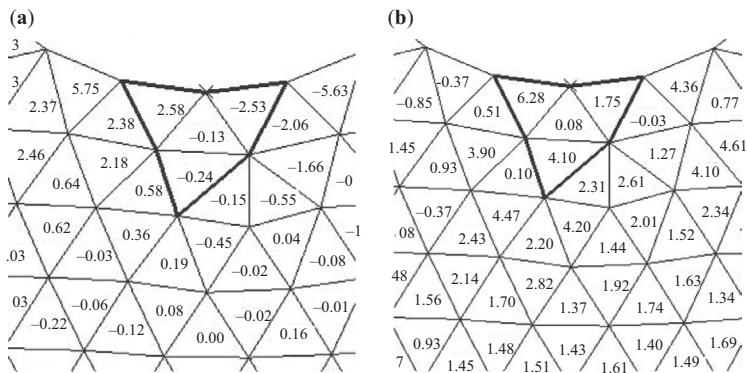 (a) (b)
3
3 5.75 2.58 −2.53 −5.63
2.37 2.38 −0.13 −2.06
2.46 2.18 −0.24 −1.66
0.64 0.58 −0.15 −0.55 −0
0.62 0.36 −0.45 0.04 −1
.03 −0.03 0.19 −0.02 −0.08
03 −0.06 0.08 −0.02 −0.01
−0.22 −0.12 0.00 0.16
−0.37 6.28 1.75 4.36
−0.85 0.51 0.08 −0.03 0.77
1.45 3.90 4.10 1.27 4.61
0.93 0.10 2.31 2.61 4.10
−0.37 4.47 4.20 2.01 2.34
08 2.43 2.20 1.44 1.52
48 2.14 2.82 1.92 1.63
1.56 1.70 1.37 1.74 1.34
0.93 1.48 1.43 1.40 1.69
7 1.45 1.51 1.61 1.49